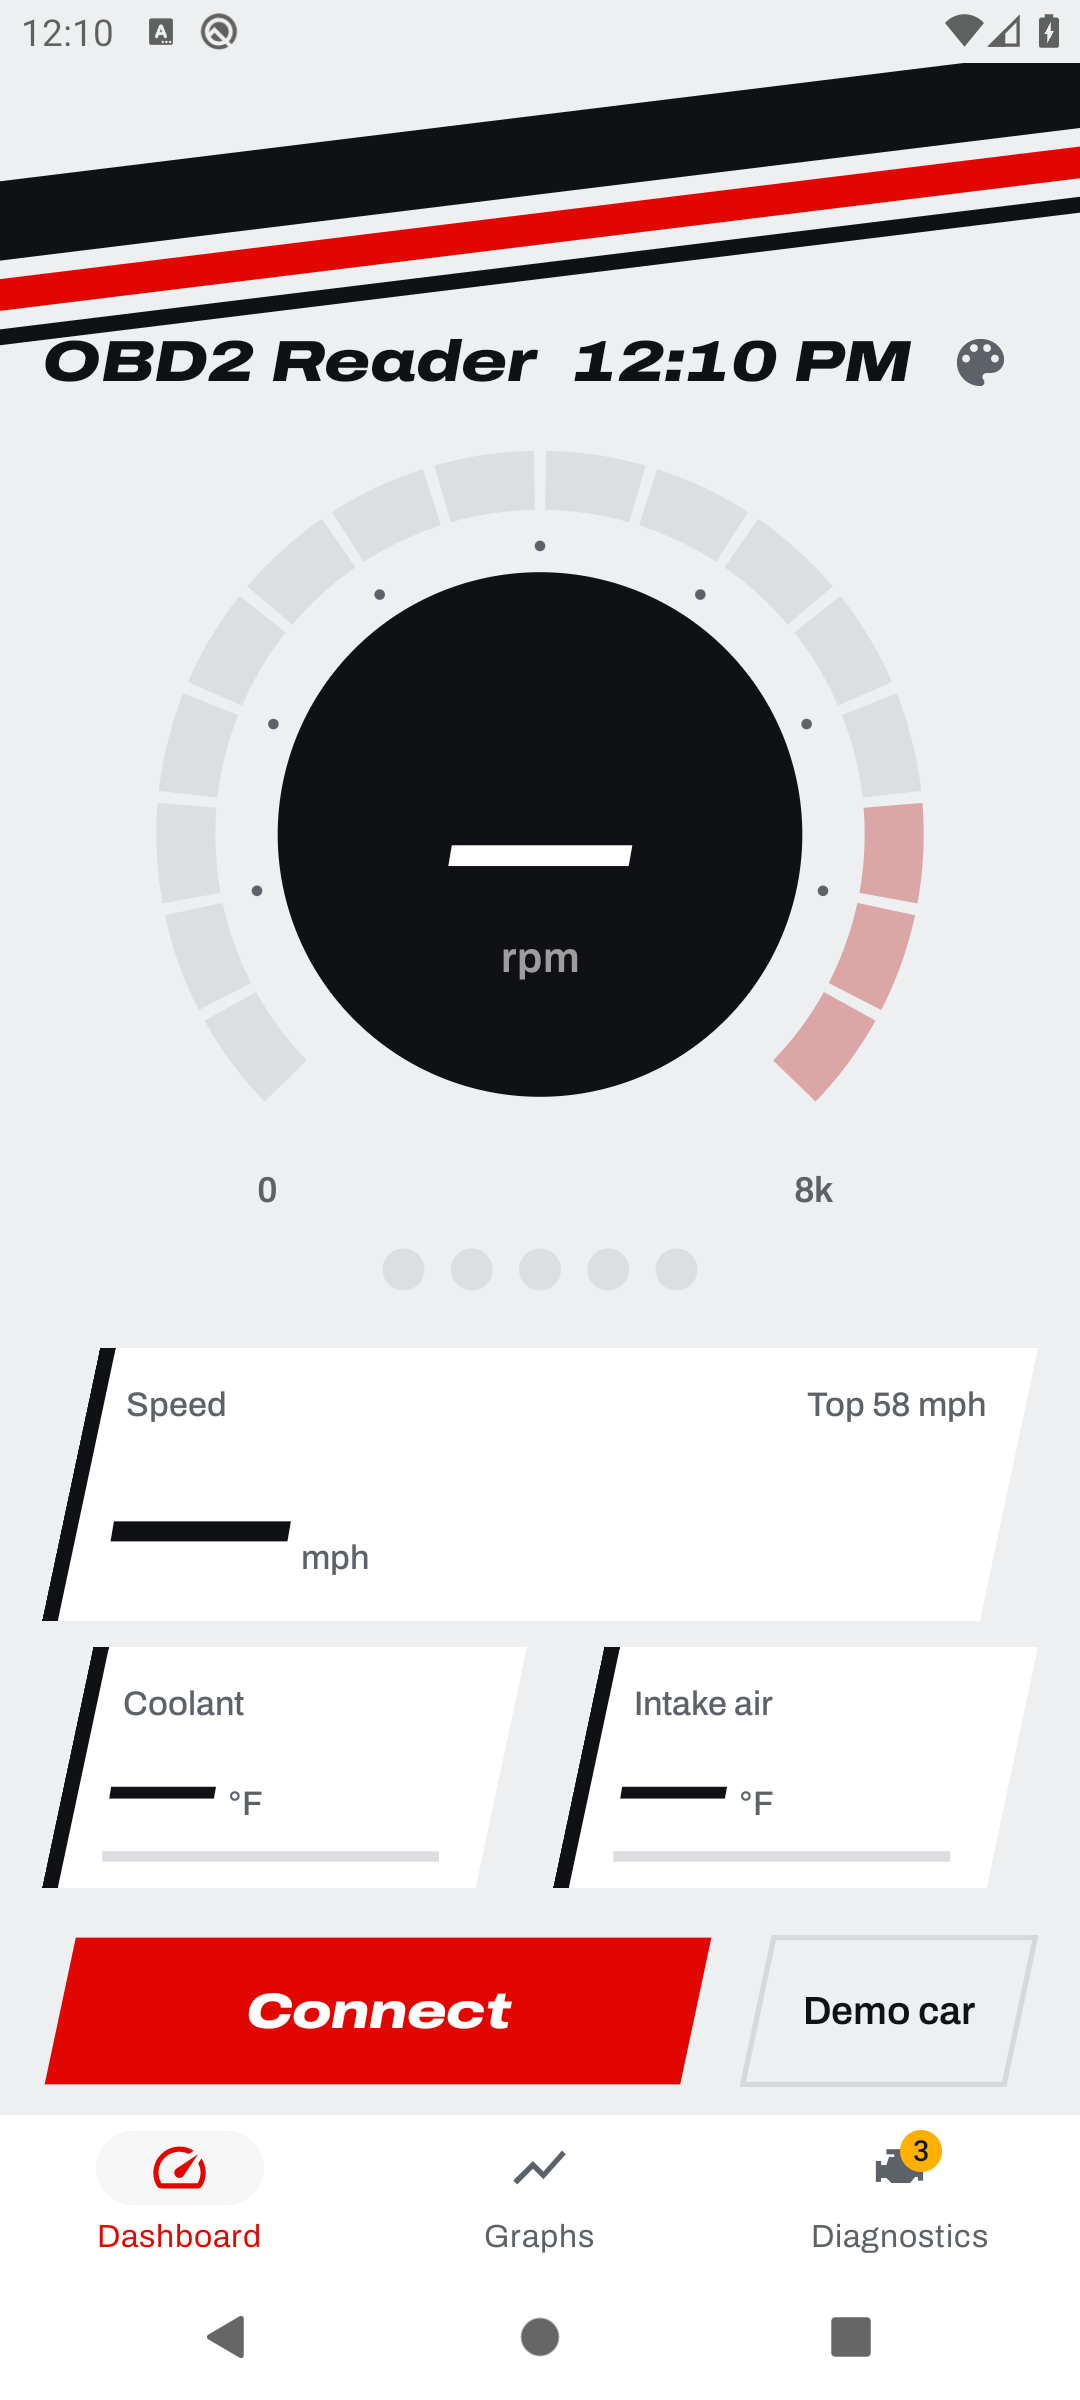 12:10
OBD2 Reader 12:10 PM
rpm
0 8k
Speed Top 58 mph
mph
Coolant Intake air
°F °F
Connect Demo car
3
Dashboard Graphs Diagnostics